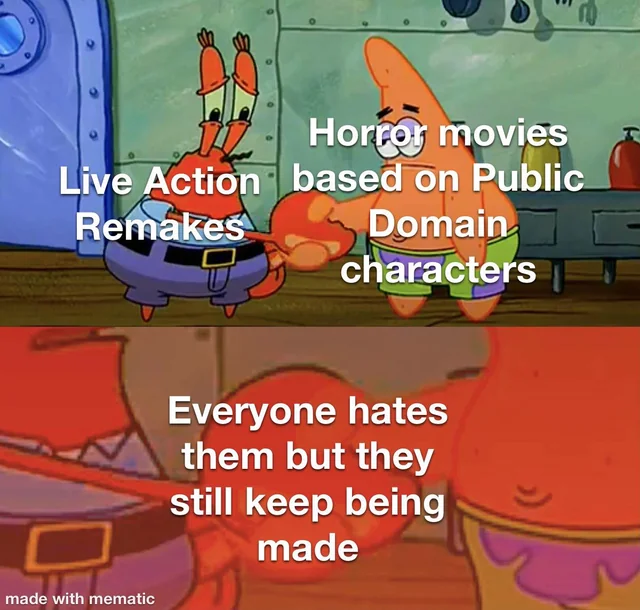 Live Action
Remakes
Horror movies
based on Public
Domain
characters
Everyone hates
them but they
still keep being
made
made with mematic